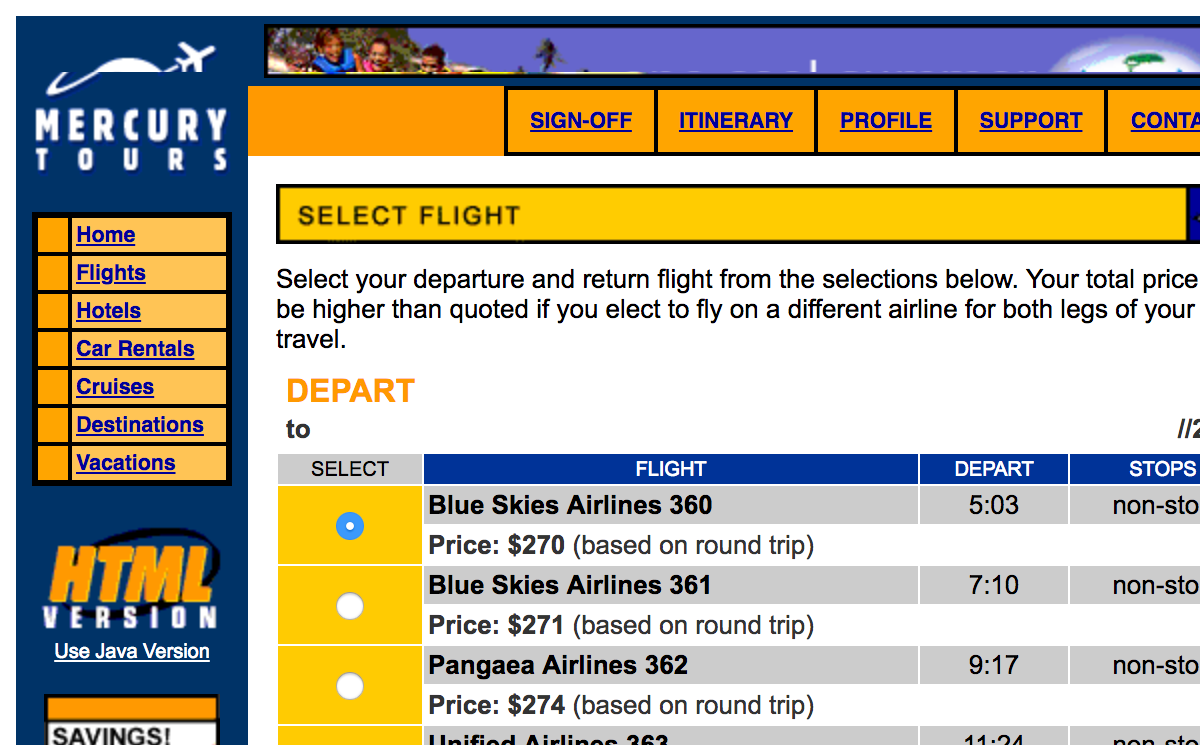 MERCURY
TOURS
SIGN-OFF
ITINERARY
PROFILE
SUPPORT
CONTA
Home
Flights
Hotels
Car Rentals
Cruises
Destinations
Vacations
HTML
VERSION
Use Java Version
SAVINGS!
SELECT FLIGHT
Select your departure and return flight from the selections below. Your total price
be higher than quoted if you elect to fly on a different airline for both legs of your
travel.
DEPART
to //2
SELECT FLIGHT DEPART STOPS
Blue Skies Airlines 360 5:03 non-sto
Price: $270 (based on round trip)
Blue Skies Airlines 361 7:10 non-sto
Price: $271 (based on round trip)
Pangaea Airlines 362 9:17 non-sto
Price: $274 (based on round trip)
Unified Airlines 363 11:24 non-sto